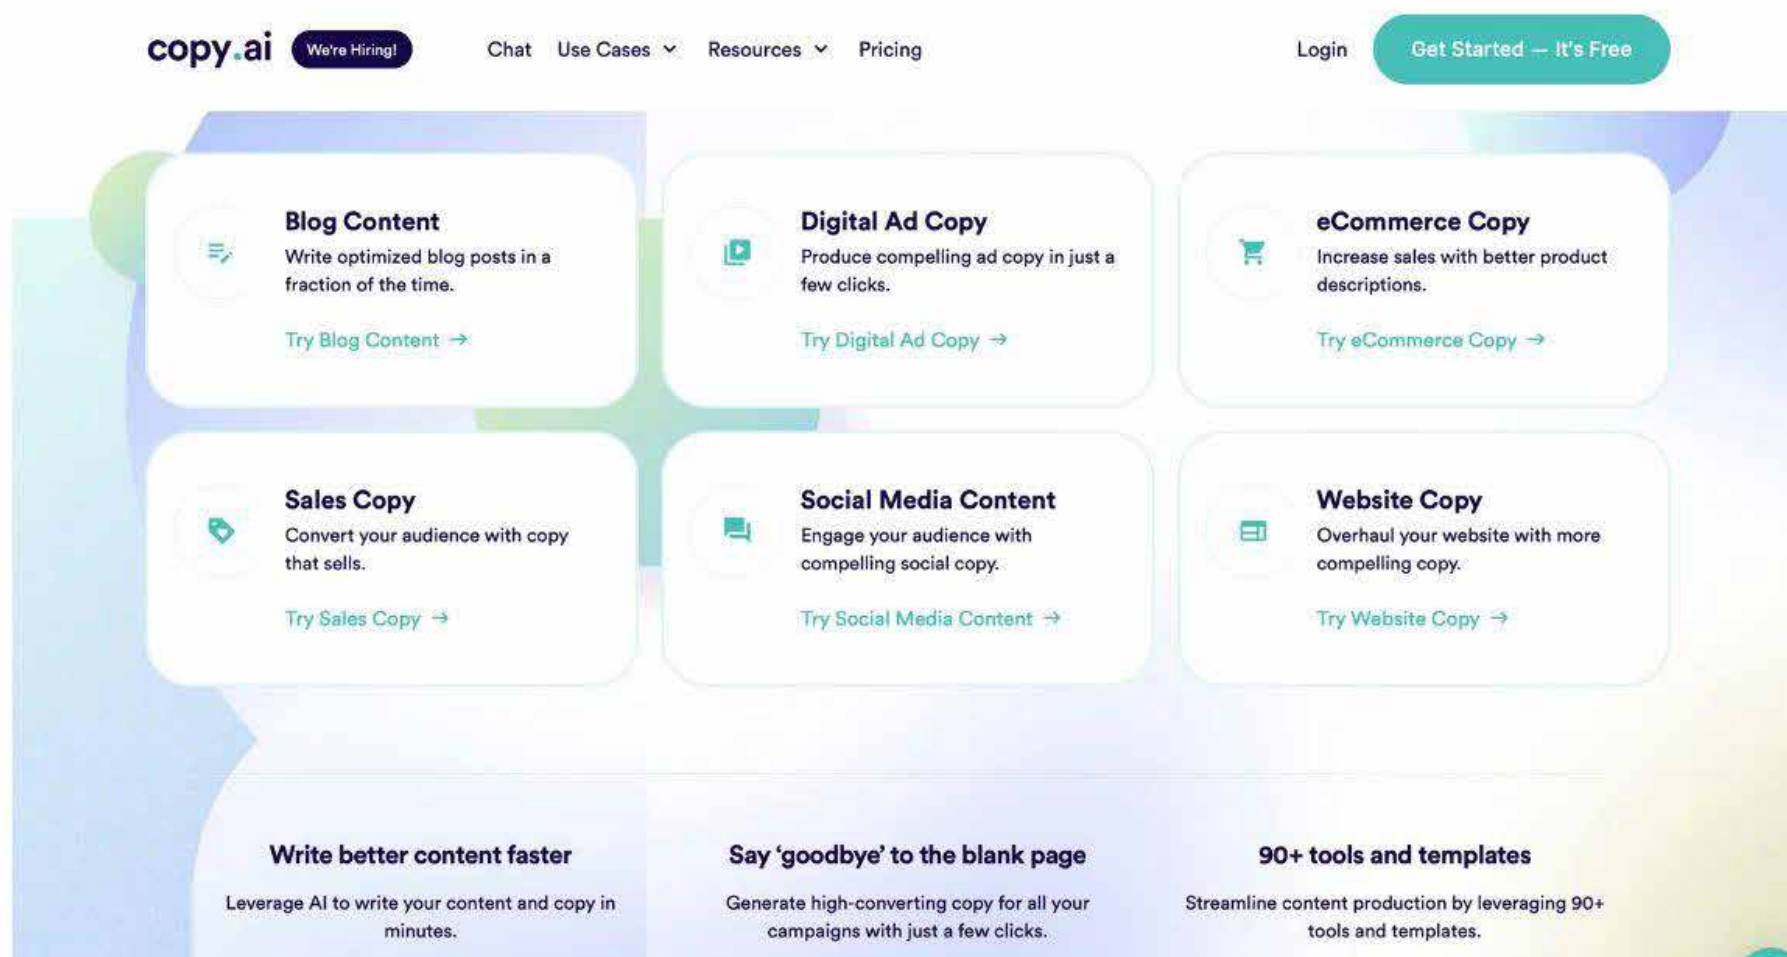 copy.ai We're Hiring! Chat Use Cases Resources Pricing Login Get Started — It's Free
Blog Content
Write optimized blog posts in a
fraction of the time.
Try Blog Content →
Digital Ad Copy
Produce compelling ad copy in just a
few clicks.
Try Digital Ad Copy →
eCommerce Copy
Increase sales with better product
descriptions.
Try eCommerce Copy →
Sales Copy
Convert your audience with copy
that sells.
Try Sales Copy →
Social Media Content
Engage your audience with
compelling social copy.
Try Social Media Content →
Website Copy
Overhaul your website with more
compelling copy.
Try Website Copy →
Write better content faster
Leverage AI to write your content and copy in
minutes.
Say ‘goodbye’ to the blank page
Generate high-converting copy for all your
campaigns with just a few clicks.
90+ tools and templates
Streamline content production by leveraging 90+
tools and templates.